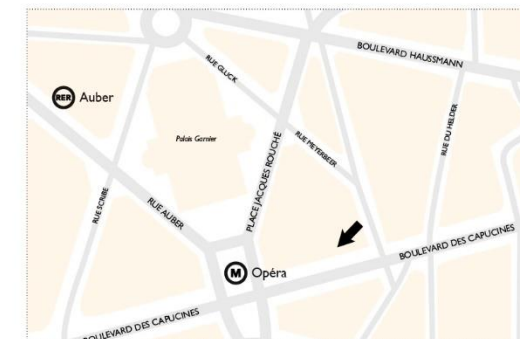 BOULEVARD HAUSSMANN
RUE GLUCK
RER Auber
RUE DU HELDER
Palais Garnier
PLACE JACQUES ROUCHÉ
RUE MEYERBEER
RUE SCRIBE
RUE AUBER
BOULEVARD DES CAPUCINES
M Opéra
BOULEVARD DES CAPUCINES